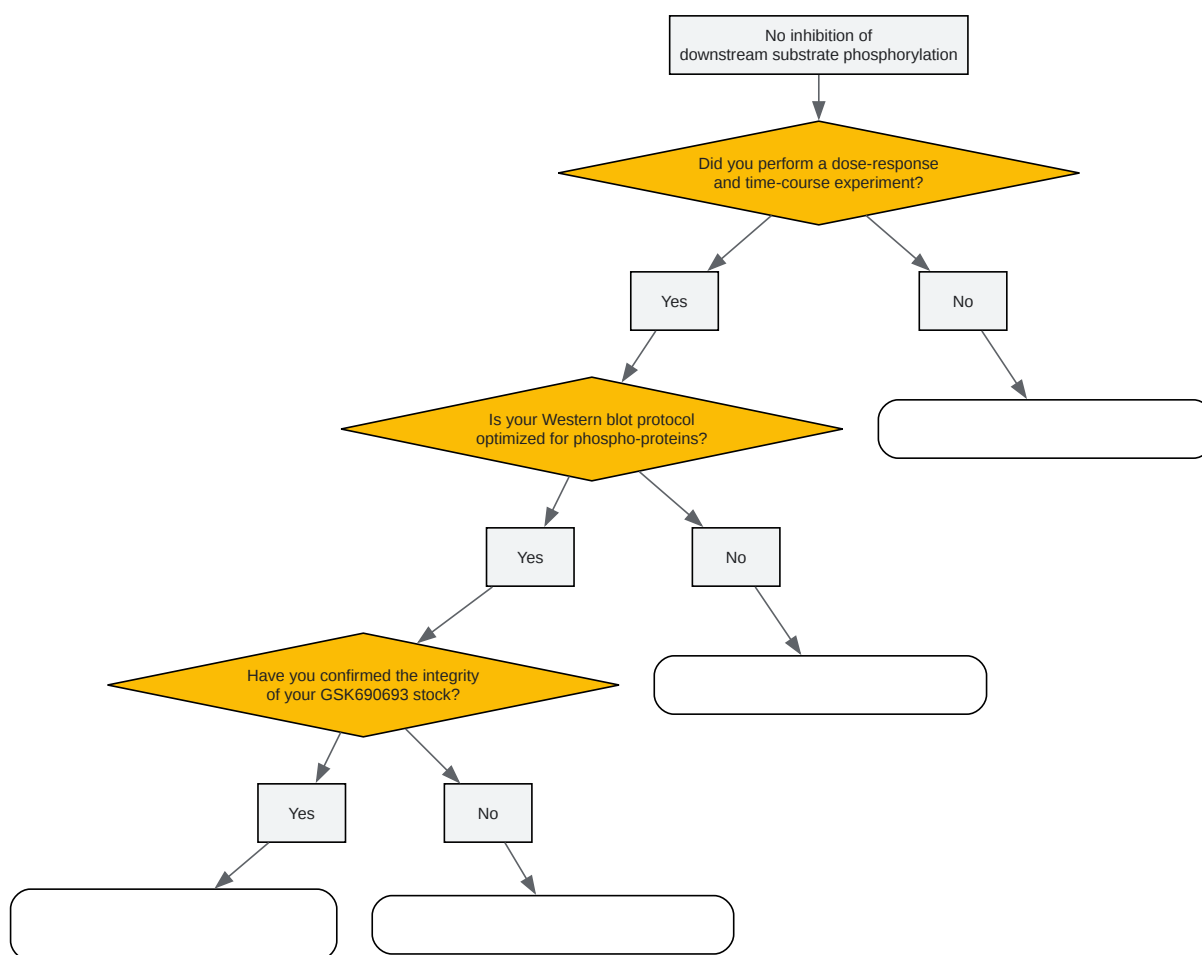 No inhibition of
downstream substrate phosphorylation
Did you perform a dose-response
and time-course experiment?
Yes
No
Is your Western blot protocol
optimized for phospho-proteins?
Yes
No
Have you confirmed the integrity
of your GSK690693 stock?
Yes
No